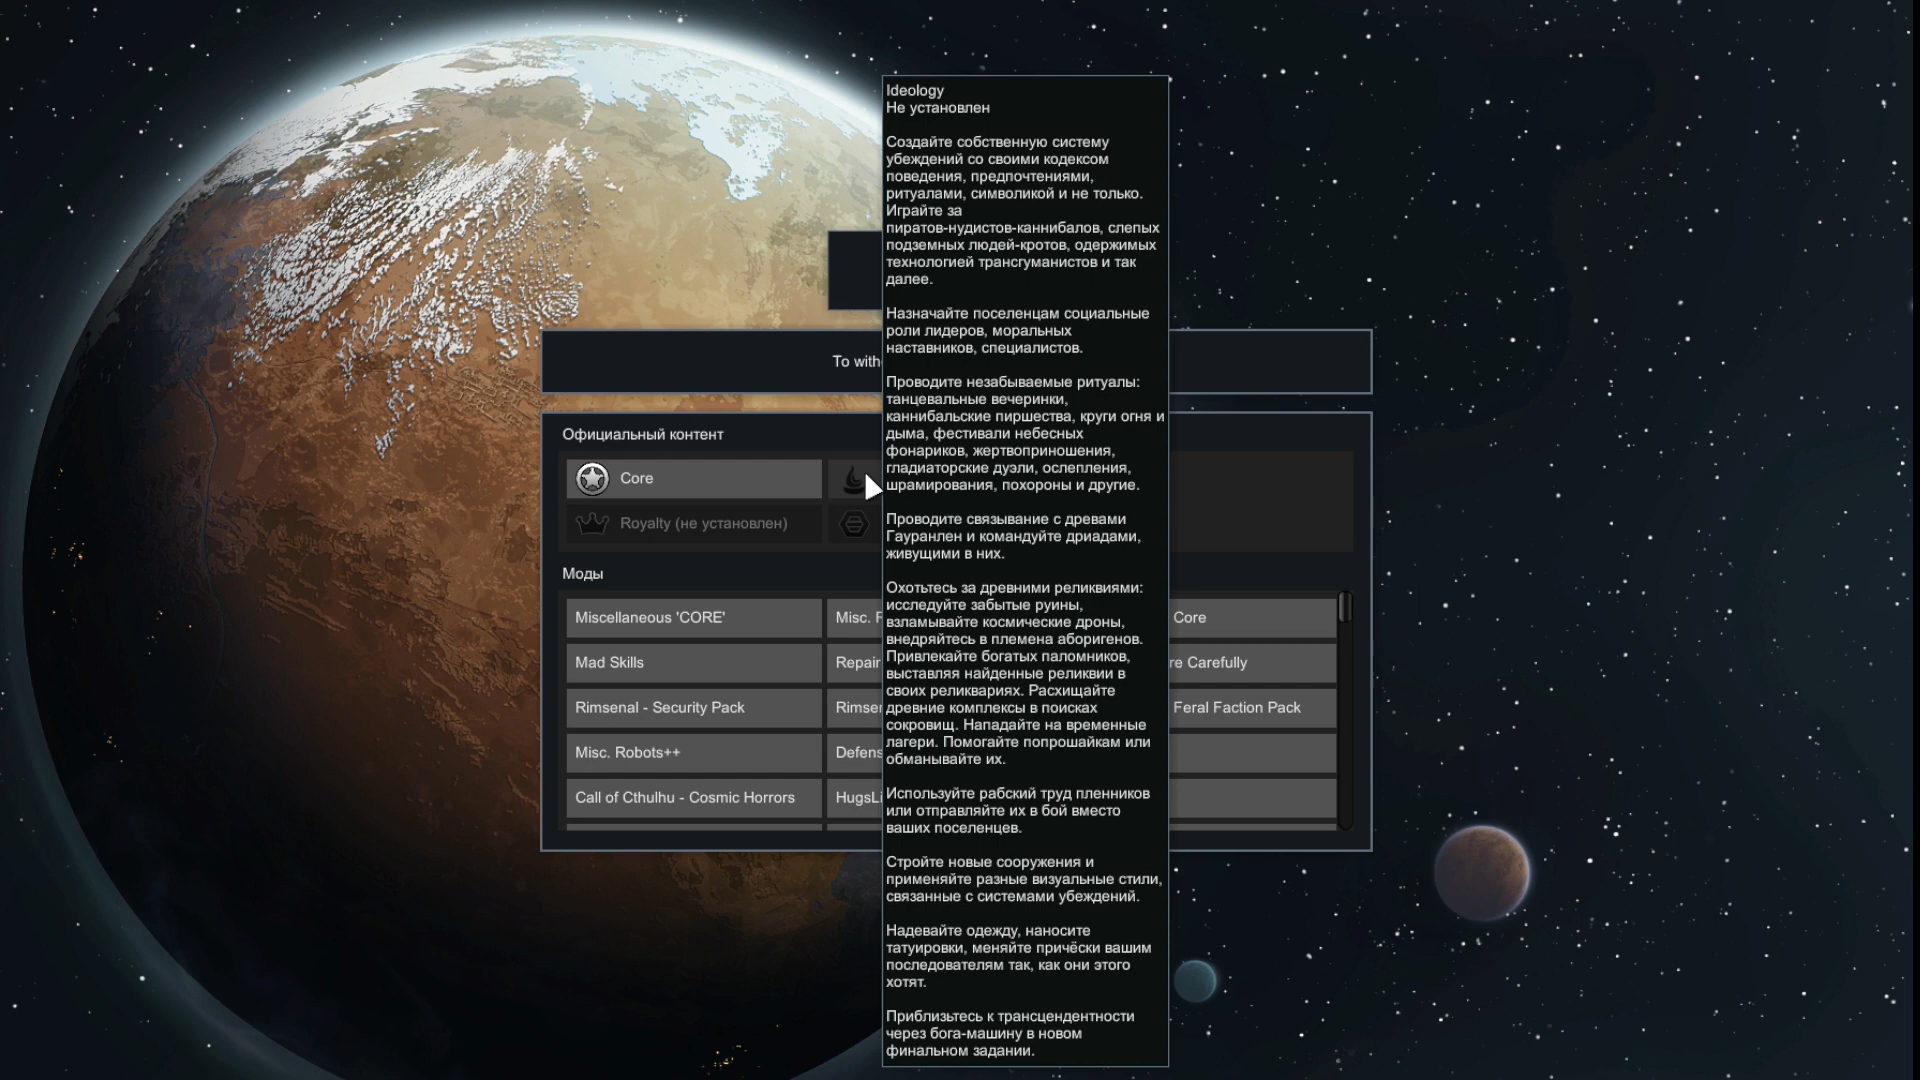 Ideology
Не установлен
Создайте собственную систему
убеждений со своими кодексом
поведения, предпочтениями,
ритуалами, символикой и не только.
Играйте за
пиратов-нудистов-каннибалов, слепых
подземных людей-кротов, одержимых
технологией трансгуманистов и так
далее.
Назначайте поселенцам социальные
роли лидеров, моральных
наставников, специалистов.
Проводите незабываемые ритуалы:
танцевальные вечеринки,
каннибальские пиршества, круги огня и
дыма, фестивали небесных
фонариков, жертвоприношения,
гладиаторские дуэли, ослепления,
шрамирования, похороны и другие.
Проводите связывание с древами
Гауранлен и командуйте дриадами,
живущими в них.
Охотьтесь за древними реликвиями:
исследуйте забытые руины,
взламывайте космические дроны,
внедряйтесь в племена аборигенов.
Привлекайте богатых паломников,
выставляя найденные реликвии в
своих реликвариях. Расхищайте
древние комплексы в поисках
сокровищ. Нападайте на временные
лагери. Помогайте попрошайкам или
обманывайте их.
Используйте рабский труд пленников
или отправляйте их в бой вместо
ваших поселенцев.
Стройте новые сооружения и
применяйте разные визуальные стили,
связанные с системами убеждений.
Надевайте одежду, наносите
татуировки, меняйте причёски вашим
последователям так, как они этого
хотят.
Приблизьтесь к трансцендентности
через бога-машину в новом
финальном задании.
To with
Официальный контент
Core
Royalty (не установлен)
Моды
Miscellaneous 'CORE' Misc. Core
Mad Skills Repair Carefully
Rimsenal - Security Pack Feral Faction Pack
Misc. Robots++
Call of Cthulhu - Cosmic Horrors